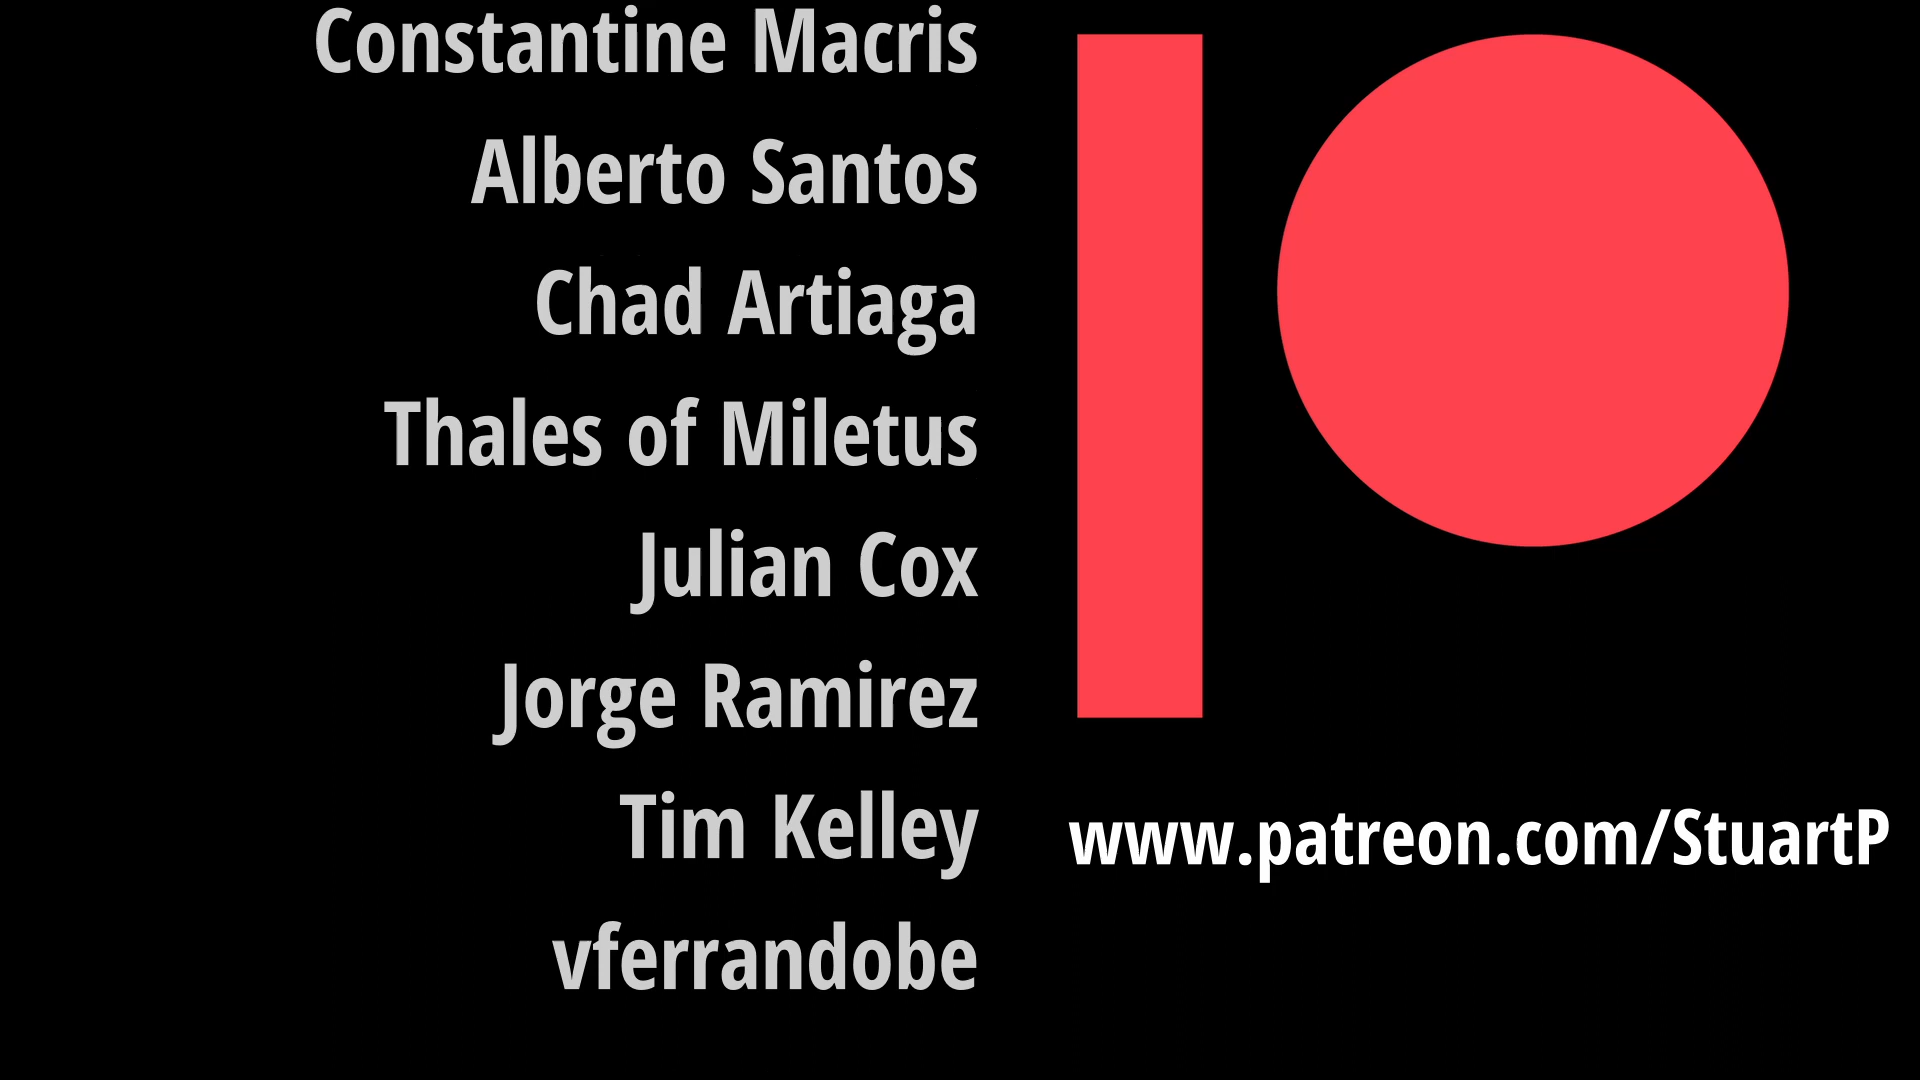 Constantine Macris
Alberto Santos
Chad Artiaga
Thales of Miletus
Julian Cox
Jorge Ramirez
Tim Kelley
vferrandobe
www.patreon.com/StuartP